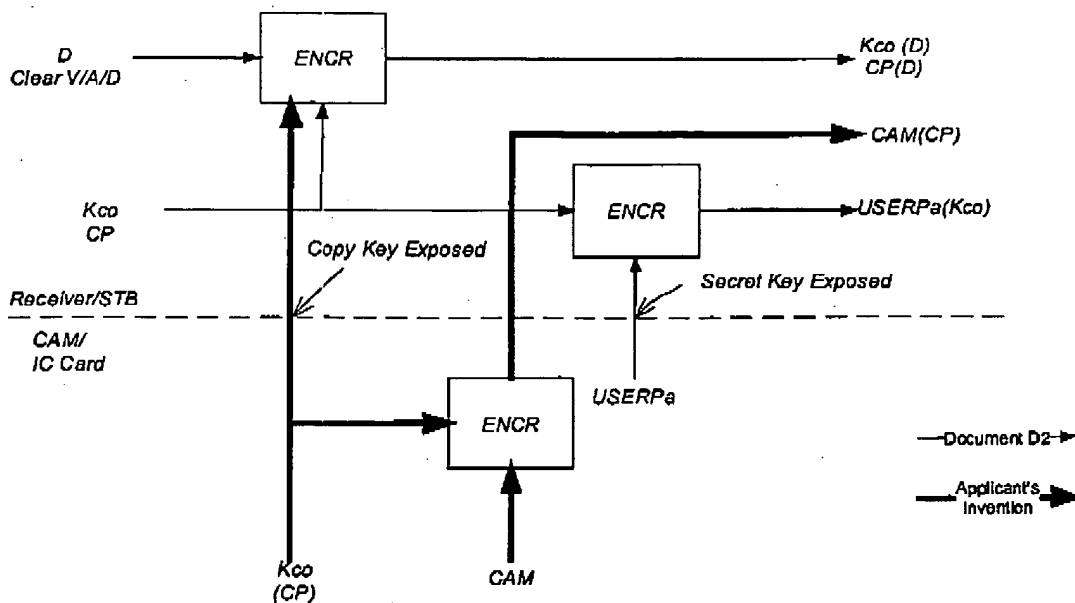 D
Clear V/A/D
ENCR
Kco (D)
CP(D)
CAM(CP)
Kco
CP
ENCR
USERPa(Kco)
Copy Key Exposed
Secret Key Exposed
Receiver/STB
CAM/
IC Card
USERPa
ENCR
Document D2
Applicant's
Invention
Kco
(CP)
CAM